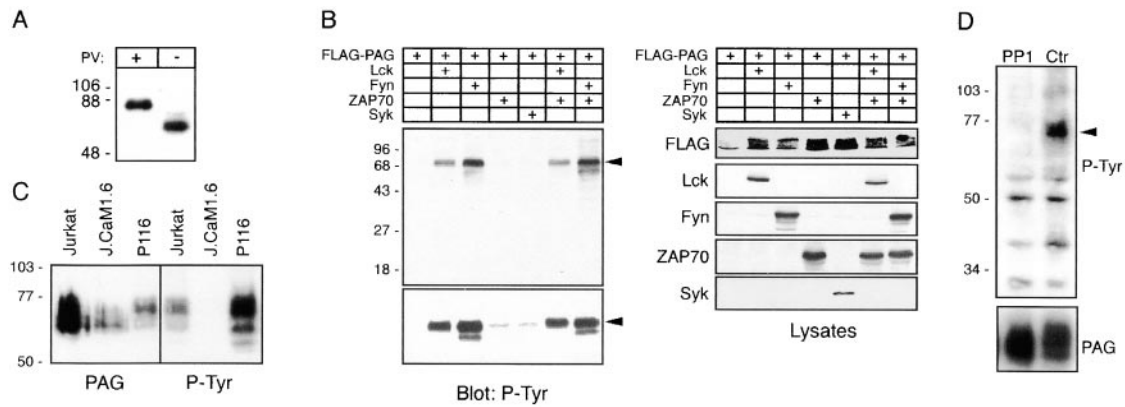 A
PV: + -
106 -
88 -
48 -
B
FLAG-PAG + + + + + + +
Lck + +
Fyn + +
ZAP70 + + +
Syk +
96 -
68 -
43 -
27 -
18 -
Blot: P-Tyr
FLAG-PAG + + + + + + +
Lck + +
Fyn + +
ZAP70 + + +
Syk +
FLAG
Lck
Fyn
ZAP70
Syk
Lysates
C
Jurkat J.CaM1.6 P116 Jurkat J.CaM1.6 P116
103 -
77 -
50 -
PAG P-Tyr
D
PP1 Ctr
103 -
77 -
P-Tyr
50 -
34 -
PAG